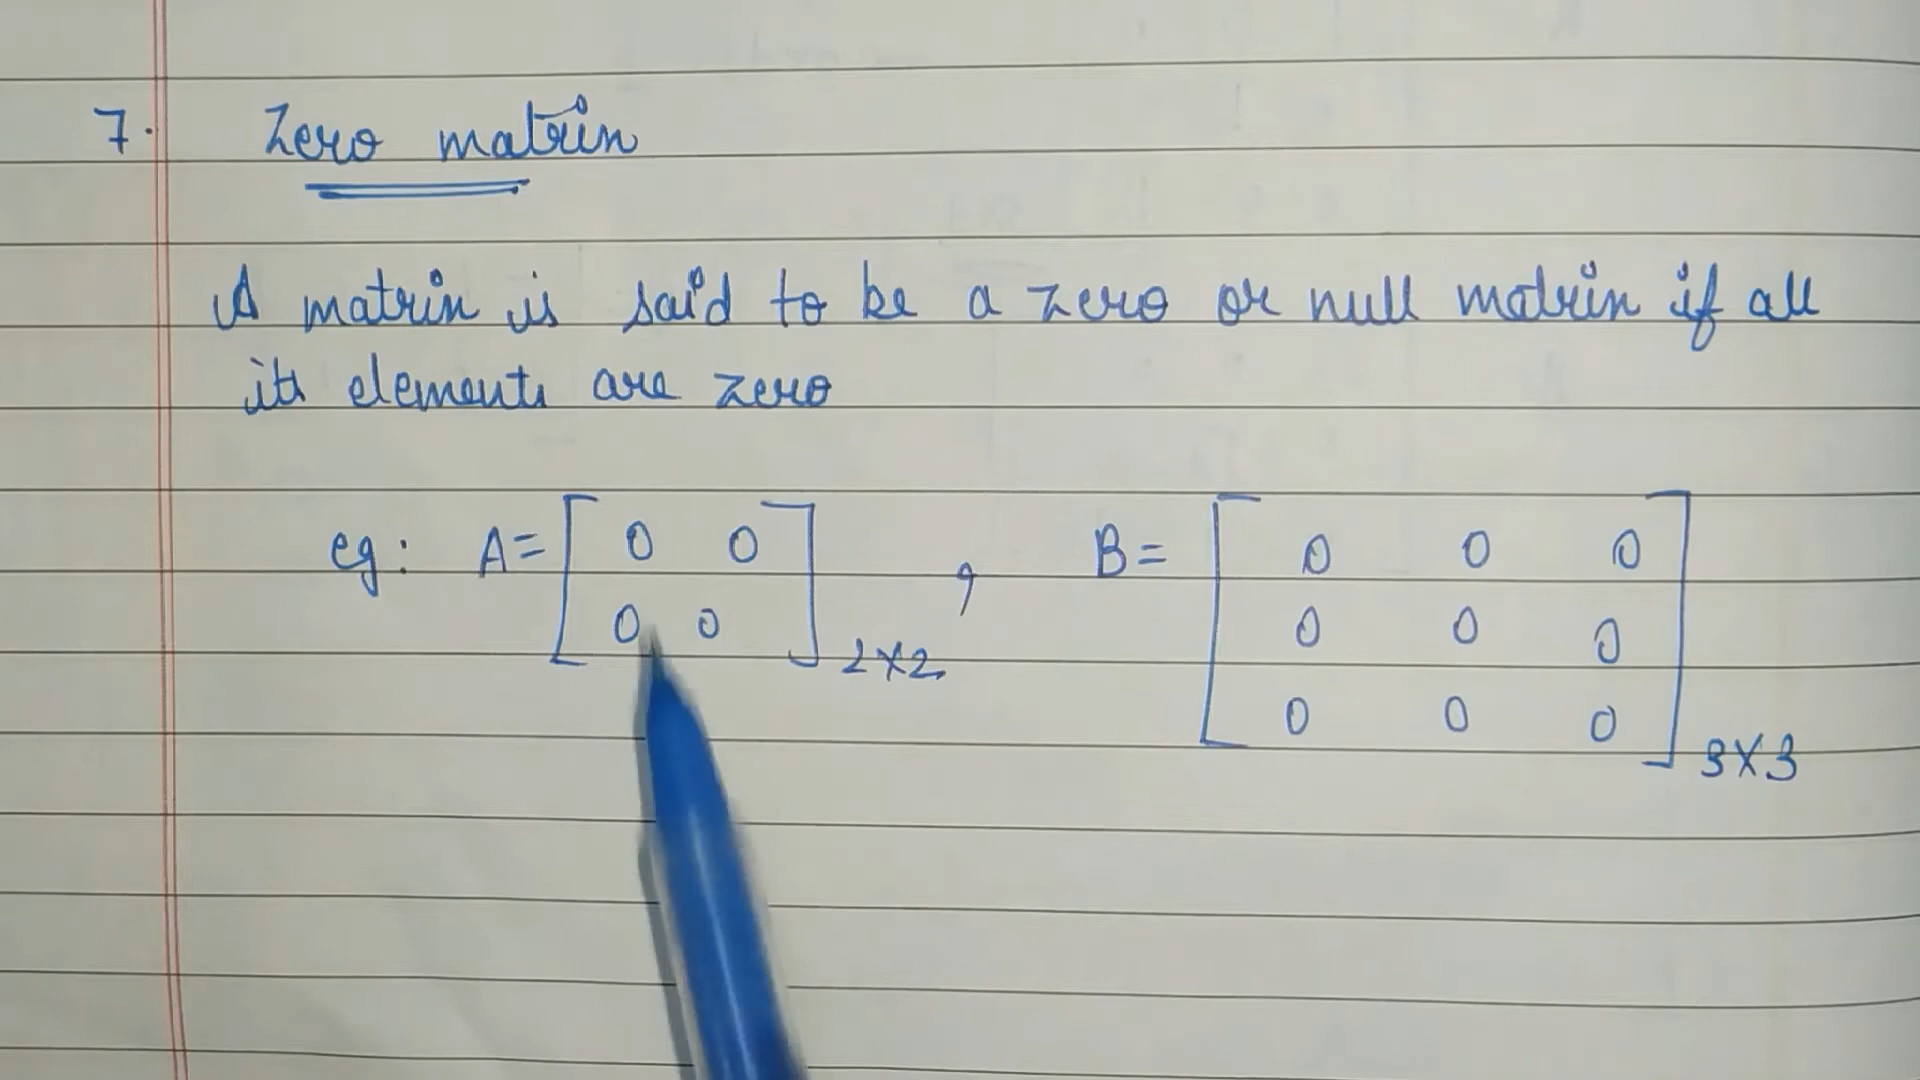 7. Zero matrix
A matrix is said to be a zero or null matrix if all
its elements are zero
eg: A = [ 0 0
0 0 ] 2×2 , B = [ 0 0 0
0 0 0
0 0 0 ] 3×3